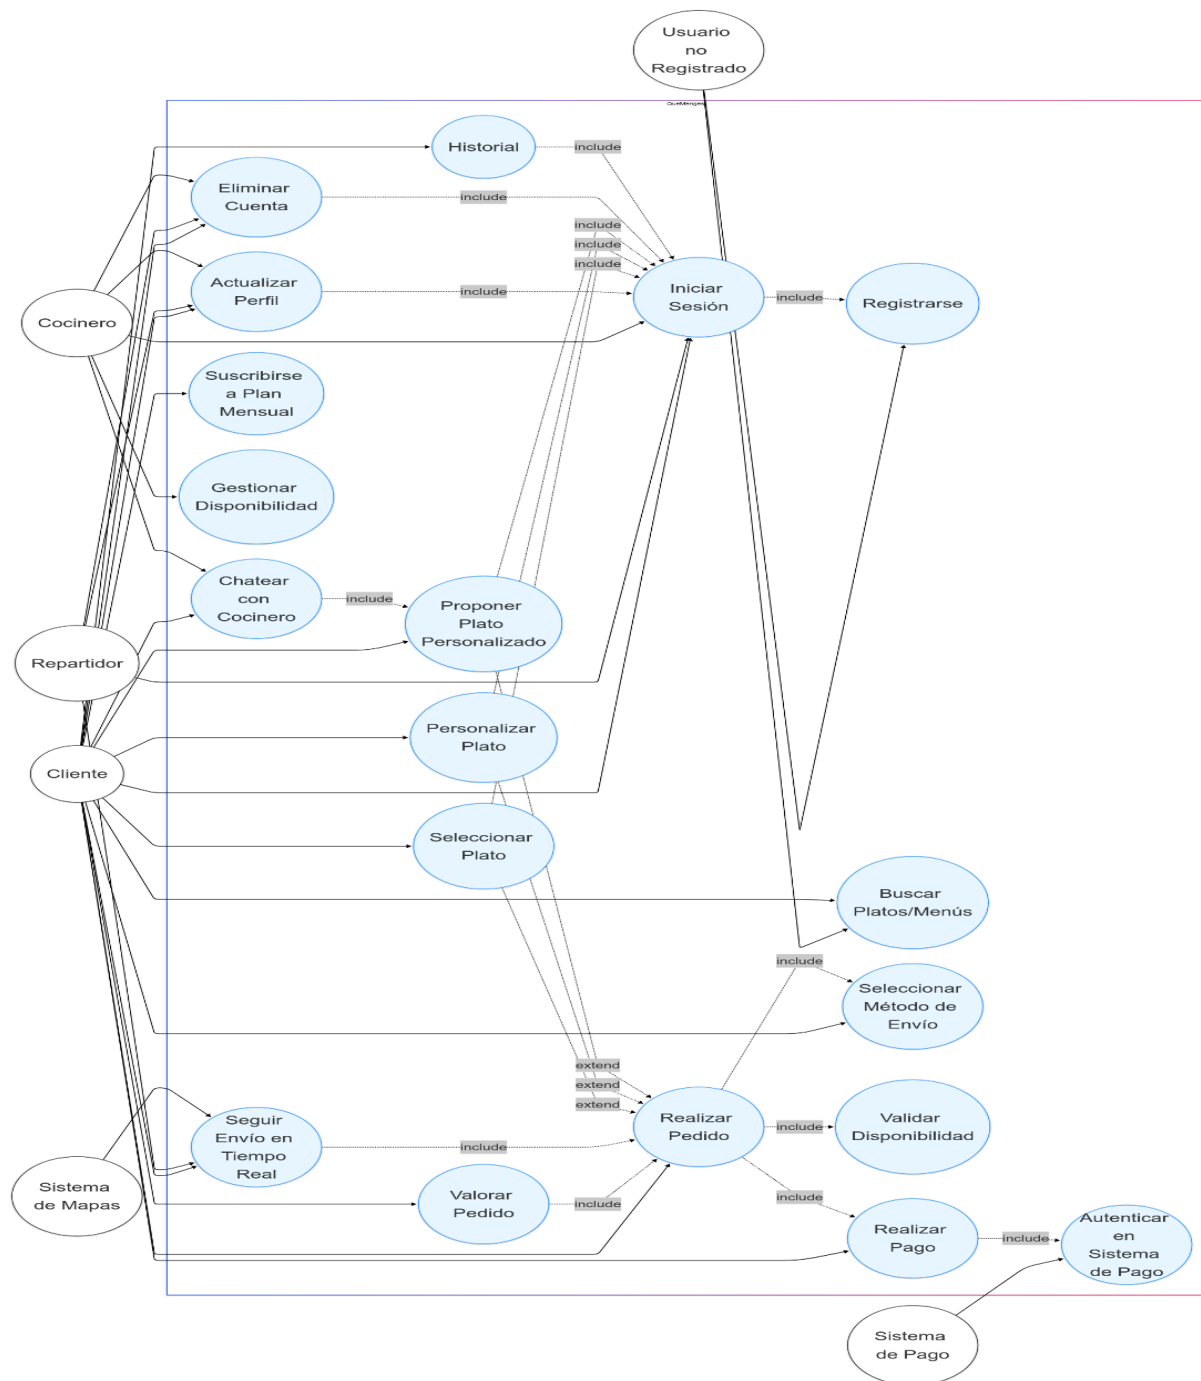 Usuario
no
Registrado
QueMenges
Historial
include
Eliminar
Cuenta
include
include
include
include
Actualizar
Perfil
include
Iniciar
Sesión
include
Registrarse
Cocinero
Suscribirse
a Plan
Mensual
Gestionar
Disponibilidad
Chatear
con
Cocinero
include
Proponer
Plato
Personalizado
Repartidor
Personalizar
Plato
Cliente
Seleccionar
Plato
Buscar
Platos/Menús
include
Seleccionar
Método de
Envío
extend
extend
extend
Realizar
Pedido
include
Validar
Disponibilidad
Seguir
Envío en
Tiempo
Real
include
Sistema
de Mapas
Valorar
Pedido
include
include
Realizar
Pago
include
Autenticar
en
Sistema
de Pago
Sistema
de Pago